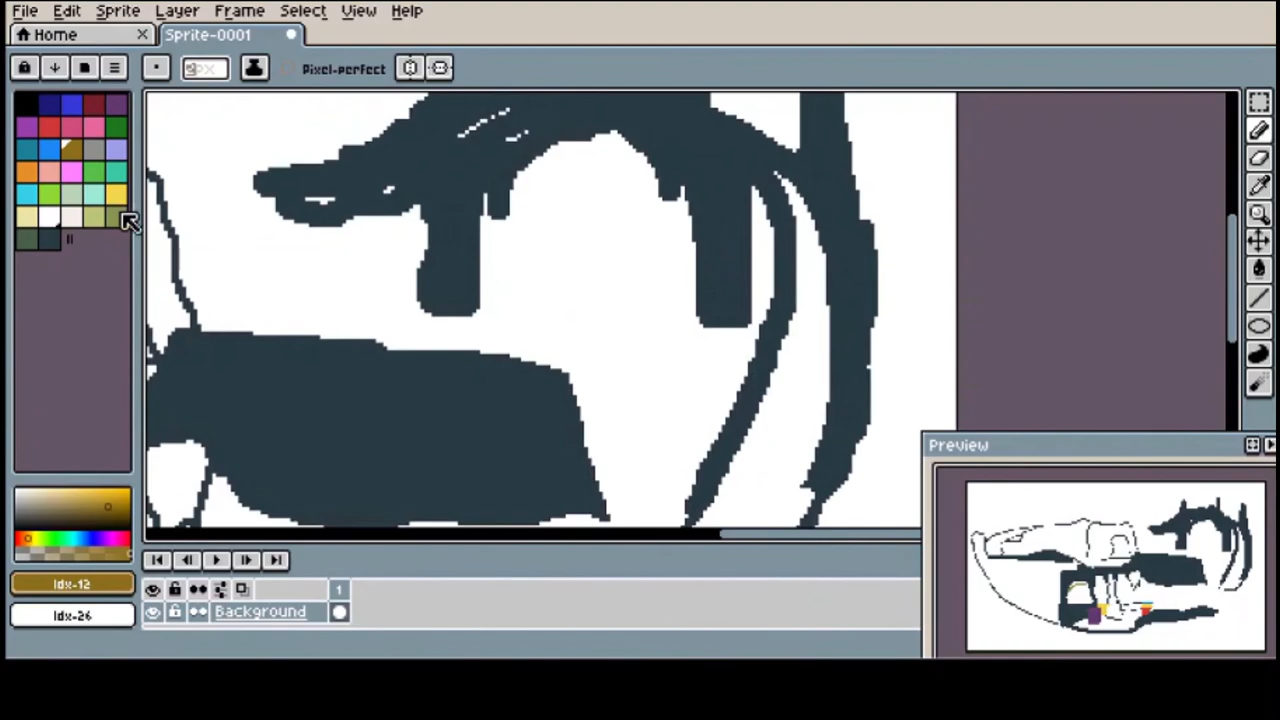 File Edit Sprite Layer Frame Select View Help
Home Sprite-0001
Pixel-perfect
Preview
Idx-12
Idx-26
1
Background